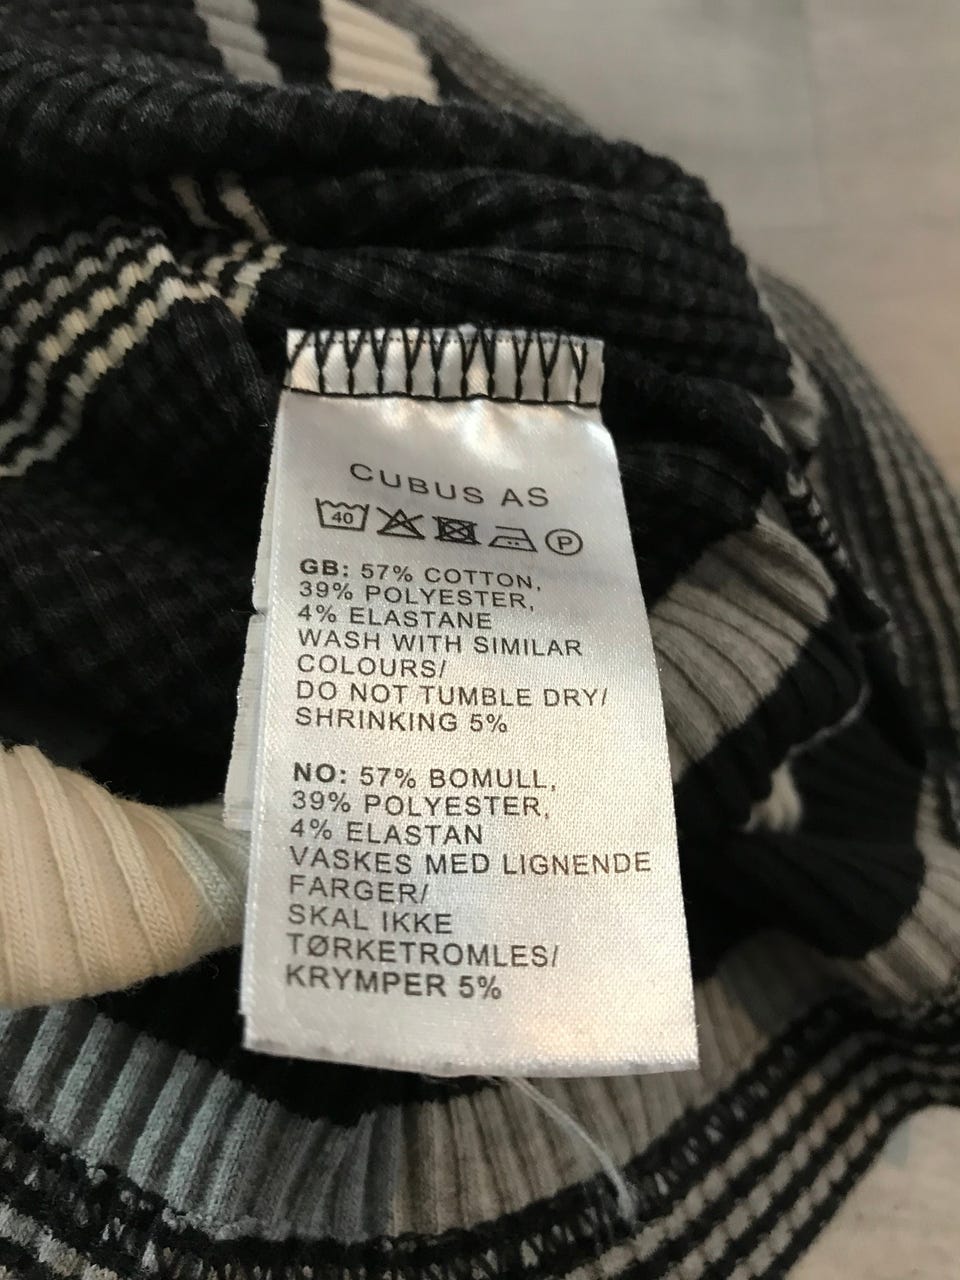 CUBUS AS
40 P
GB: 57% COTTON,
39% POLYESTER,
4% ELASTANE
WASH WITH SIMILAR
COLOURS/
DO NOT TUMBLE DRY/
SHRINKING 5%
NO: 57% BOMULL,
39% POLYESTER,
4% ELASTAN
VASKES MED LIGNENDE
FARGER/
SKAL IKKE
TØRKETROMLES/
KRYMPER 5%